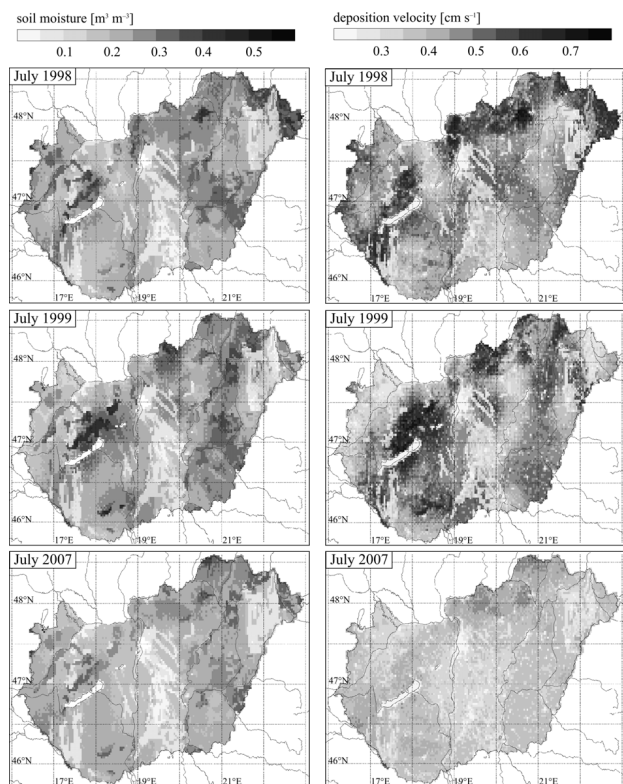 soil moisture [m³ m⁻³]
0.1 0.2 0.3 0.4 0.5
deposition velocity [cm s⁻¹]
0.3 0.4 0.5 0.6 0.7
July 1998
48°N
47°N
46°N
17°E 19°E 21°E
July 1998
48°N
47°N
46°N
17°E 19°E 21°E
July 1999
48°N
47°N
46°N
17°E 19°E 21°E
July 1999
48°N
47°N
46°N
17°E 19°E 21°E
July 2007
48°N
47°N
46°N
17°E 19°E 21°E
July 2007
48°N
47°N
46°N
17°E 19°E 21°E